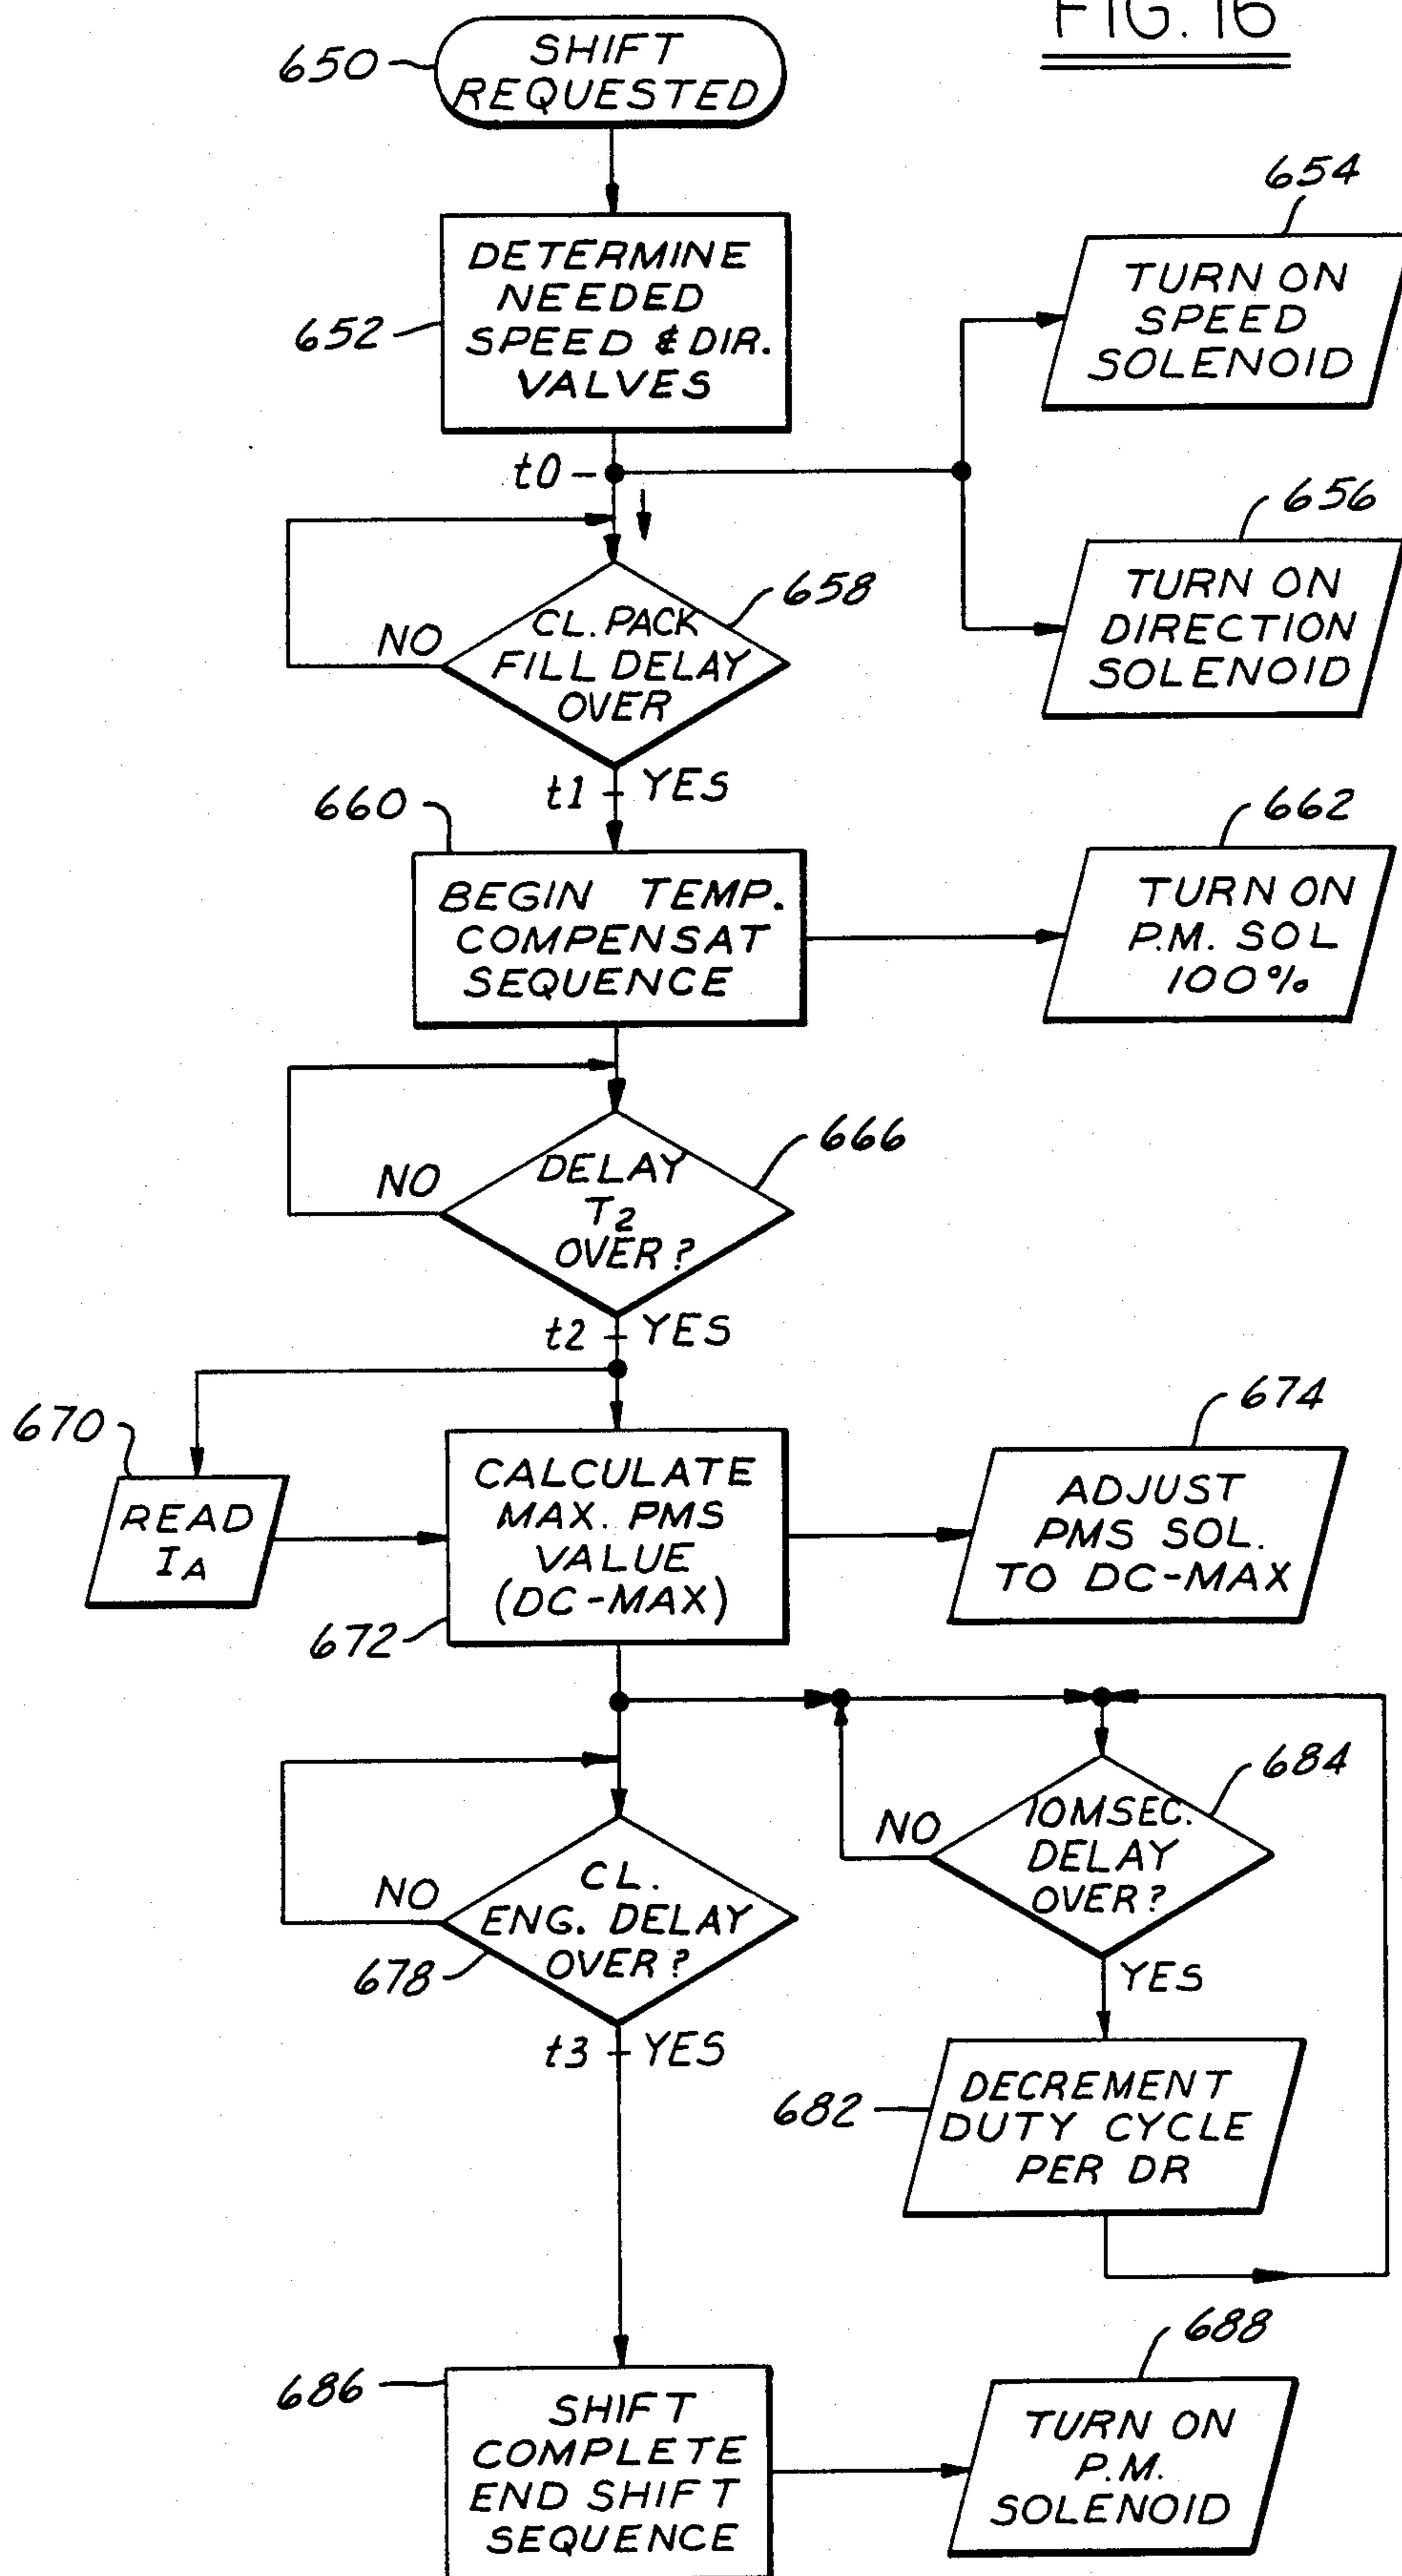 FIG. 16
650
SHIFT
REQUESTED
652
DETERMINE
NEEDED
SPEED & DIR.
VALVES
654
TURN ON
SPEED
SOLENOID
t0
656
TURN ON
DIRECTION
SOLENOID
658
CL. PACK
FILL DELAY
OVER
NO
t1 YES
660
BEGIN TEMP.
COMPENSAT
SEQUENCE
662
TURN ON
P.M. SOL
100%
666
DELAY
T2
OVER?
NO
t2 YES
670
READ
IA
CALCULATE
MAX. PMS
VALUE
(DC-MAX)
672
674
ADJUST
PMS SOL.
TO DC-MAX
684
10MSEC.
DELAY
OVER?
NO
YES
CL.
ENG. DELAY
OVER?
NO
678
t3 YES
682
DECREMENT
DUTY CYCLE
PER DR
686
SHIFT
COMPLETE
END SHIFT
SEQUENCE
688
TURN ON
P.M.
SOLENOID